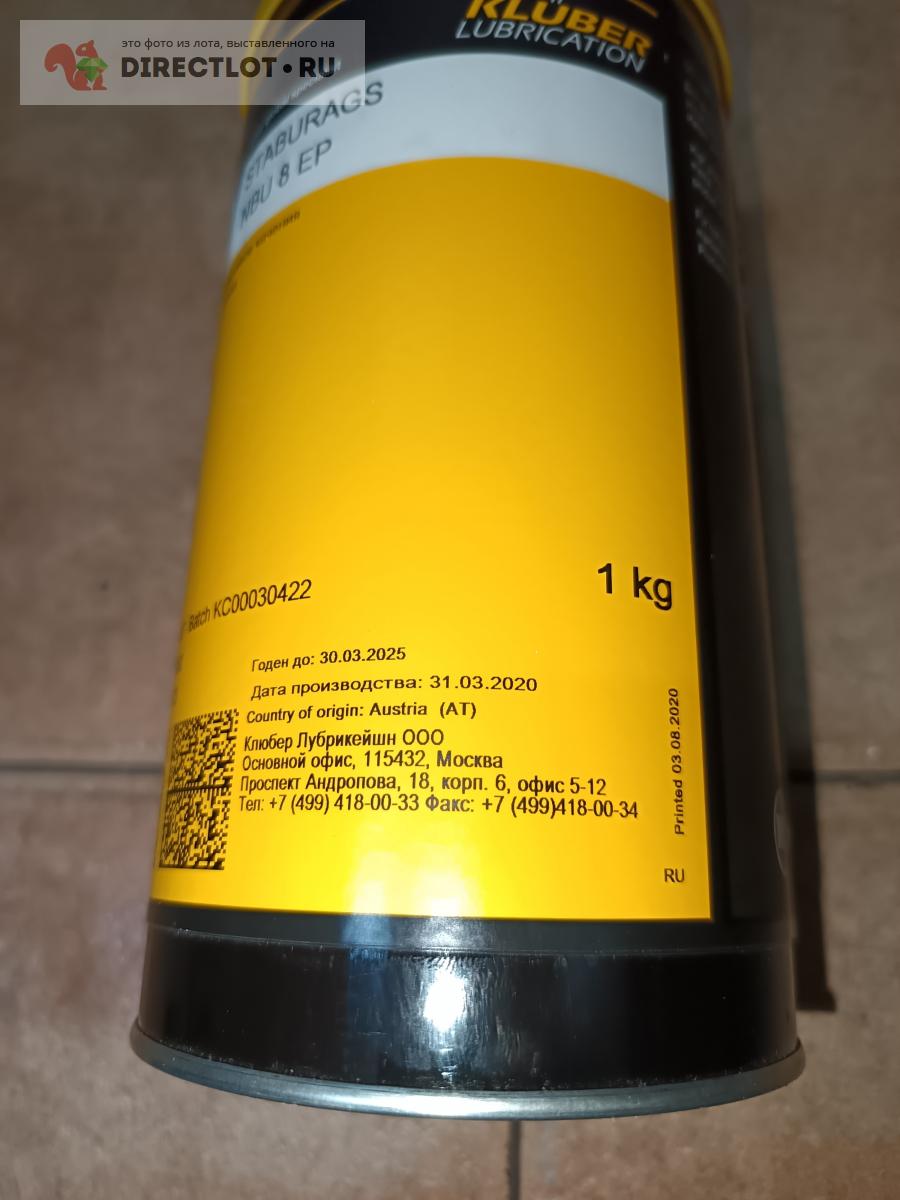 это фото из лота, выставленного на
DIRECTLOT.RU
KLÜBER
LUBRICATION
STABURAGS
NBU 8 EP
Batch KC00030422
1 kg
Годен до: 30.03.2025
Дата производства: 31.03.2020
Country of origin: Austria (AT)
Клюбер Лубрикейшн ООО
Основной офис, 115432, Москва
Проспект Андропова, 18, корп. 6, офис 5-12
Тел: +7 (499) 418-00-33 Факс: +7 (499)418-00-34
Printed 03.08.2020
RU